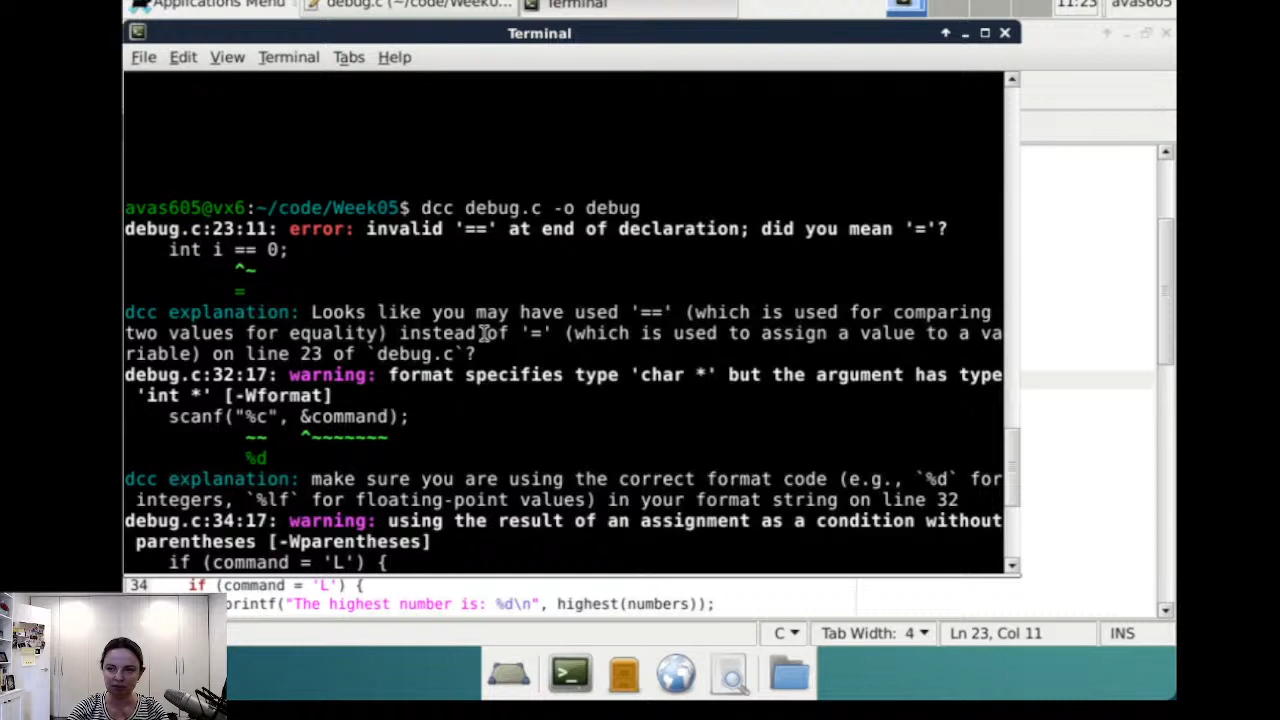 Applications Menu debug.c (~/code/Week0... Terminal 11:23 avas605
Terminal
File Edit View Terminal Tabs Help
avas605@vx6:~/code/Week05$ dcc debug.c -o debug
debug.c:23:11: error: invalid '==' at end of declaration; did you mean '='?
int i == 0;
^~
=
dcc explanation: Looks like you may have used '==' (which is used for comparing
two values for equality) instead of '=' (which is used to assign a value to a va
riable) on line 23 of `debug.c`?
debug.c:32:17: warning: format specifies type 'char *' but the argument has type
'int *' [-Wformat]
scanf("%c", &command);
~~ ^~~~~~~~
%d
dcc explanation: make sure you are using the correct format code (e.g., `%d` for
integers, `%lf` for floating-point values) in your format string on line 32
debug.c:34:17: warning: using the result of an assignment as a condition without
parentheses [-Wparentheses]
if (command = 'L') {
34 if (command = 'L') {
printf("The highest number is: %d\n", highest(numbers));
C Tab Width: 4 Ln 23, Col 11 INS